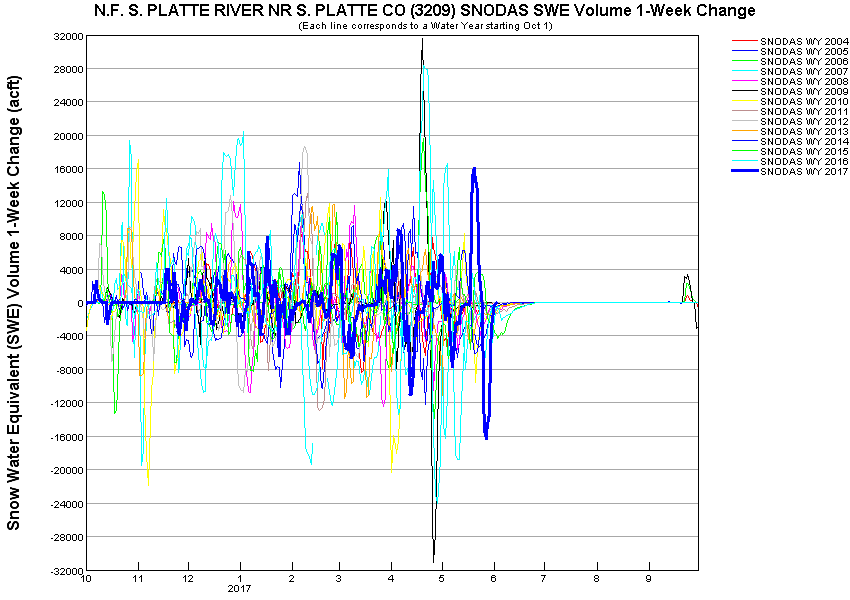 N.F. S. PLATTE RIVER NR S. PLATTE CO (3209) SNODAS SWE Volume 1-Week Change
(Each line corresponds to a Water Year starting Oct 1)
Snow Water Equivalent (SWE) Volume 1-Week Change (acft)
32000
28000
24000
20000
16000
12000
8000
4000
0
-4000
-8000
-12000
-16000
-20000
-24000
-28000
-32000
10 11 12 1 2 3 4 5 6 7 8 9
2017
SNODAS WY 2004
SNODAS WY 2005
SNODAS WY 2006
SNODAS WY 2007
SNODAS WY 2008
SNODAS WY 2009
SNODAS WY 2010
SNODAS WY 2011
SNODAS WY 2012
SNODAS WY 2013
SNODAS WY 2014
SNODAS WY 2015
SNODAS WY 2016
SNODAS WY 2017